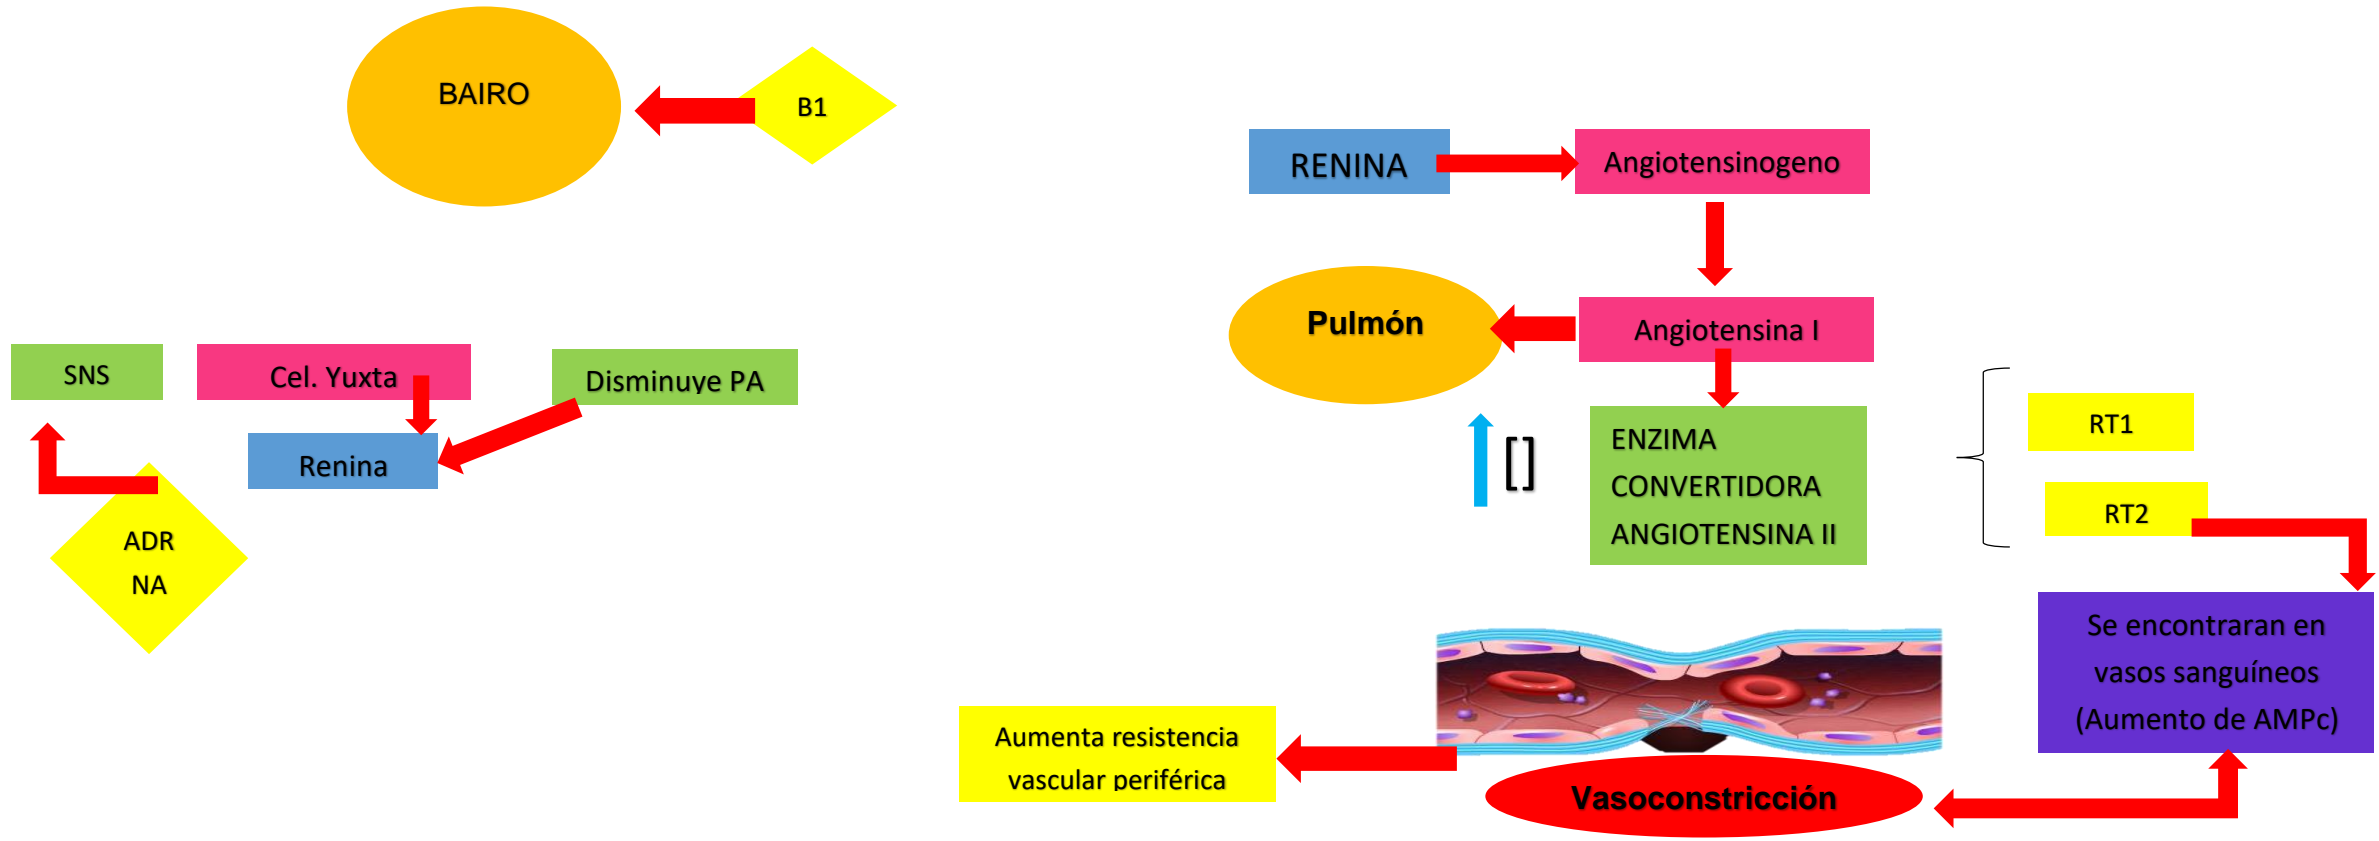 BAIRO
B1
SNS
Cel. Yuxta
Disminuye PA
Renina
ADR
NA
RENINA
Angiotensinogeno
Pulmón
Angiotensina I
[]
ENZIMA
CONVERTIDORA
ANGIOTENSINA II
RT1
RT2
Se encontraran en
vasos sanguíneos
(Aumento de AMPc)
Aumenta resistencia
vascular periférica
Vasoconstricción